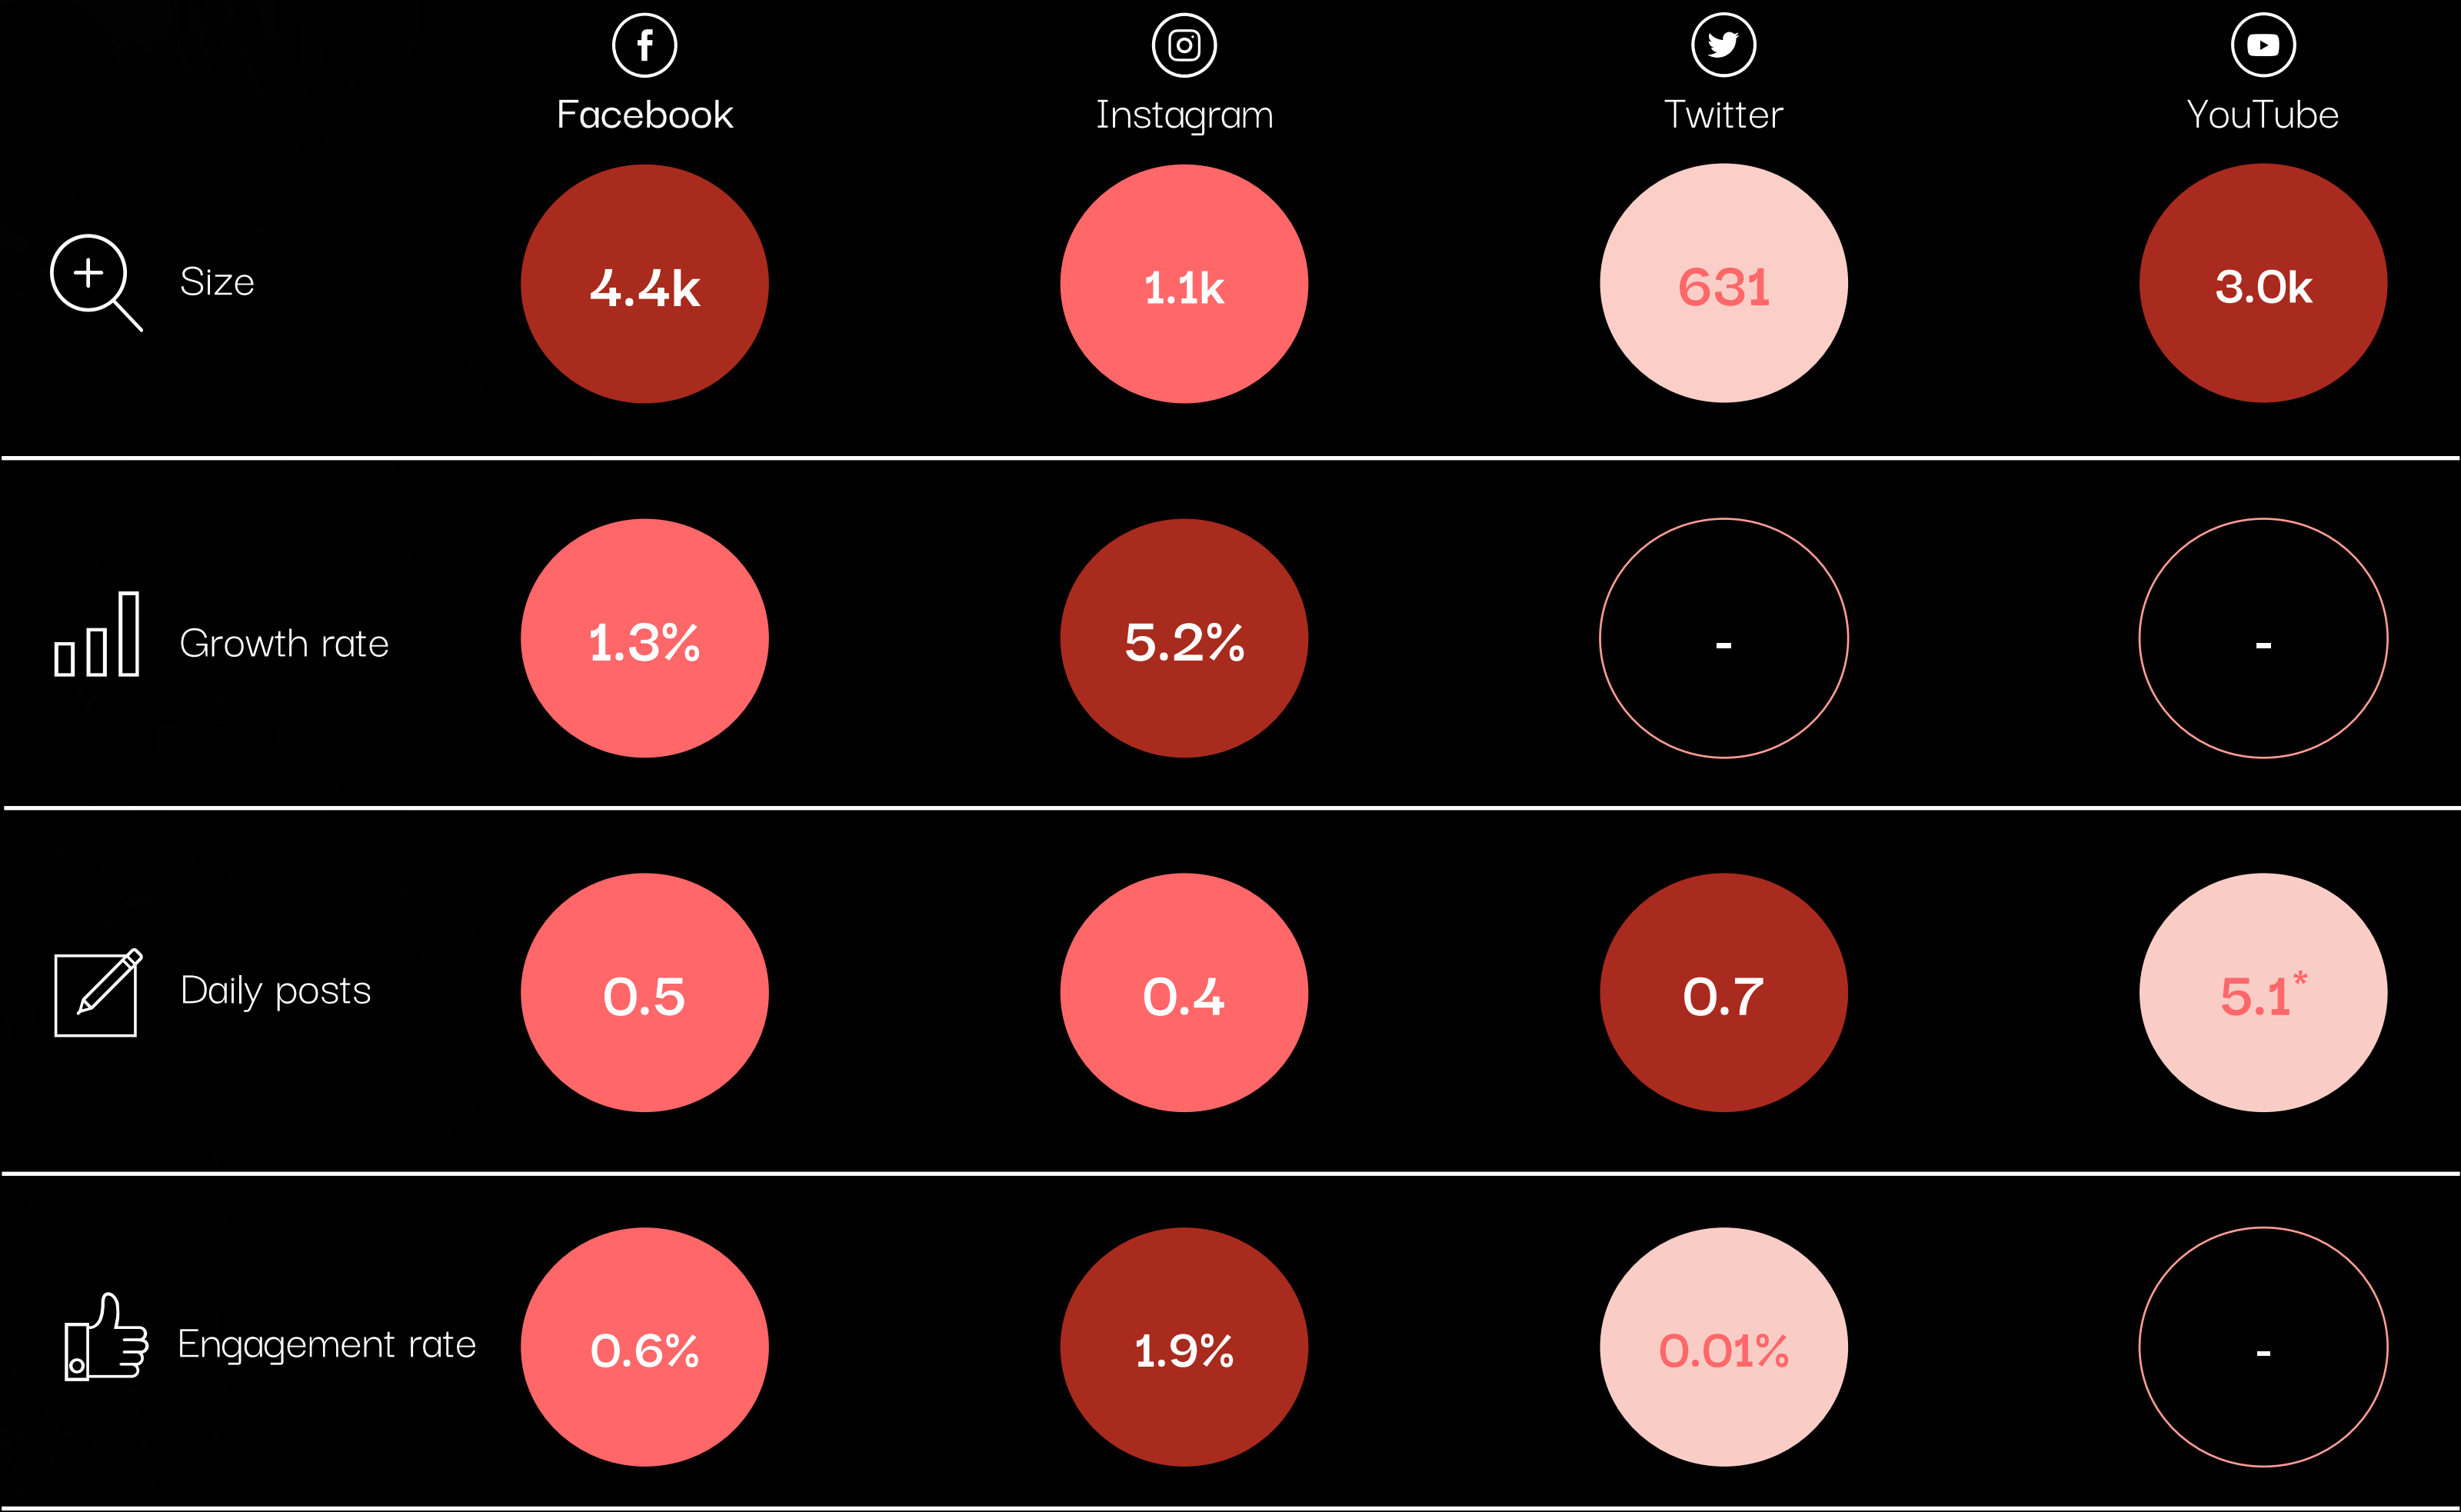 Facebook Instagram Twitter YouTube
Size 4.4k 1.1k 631 3.0k
Growth rate 1.3% 5.2% - -
Daily posts 0.5 0.4 0.7 5.1*
Engagement rate 0.6% 1.9% 0.01% -